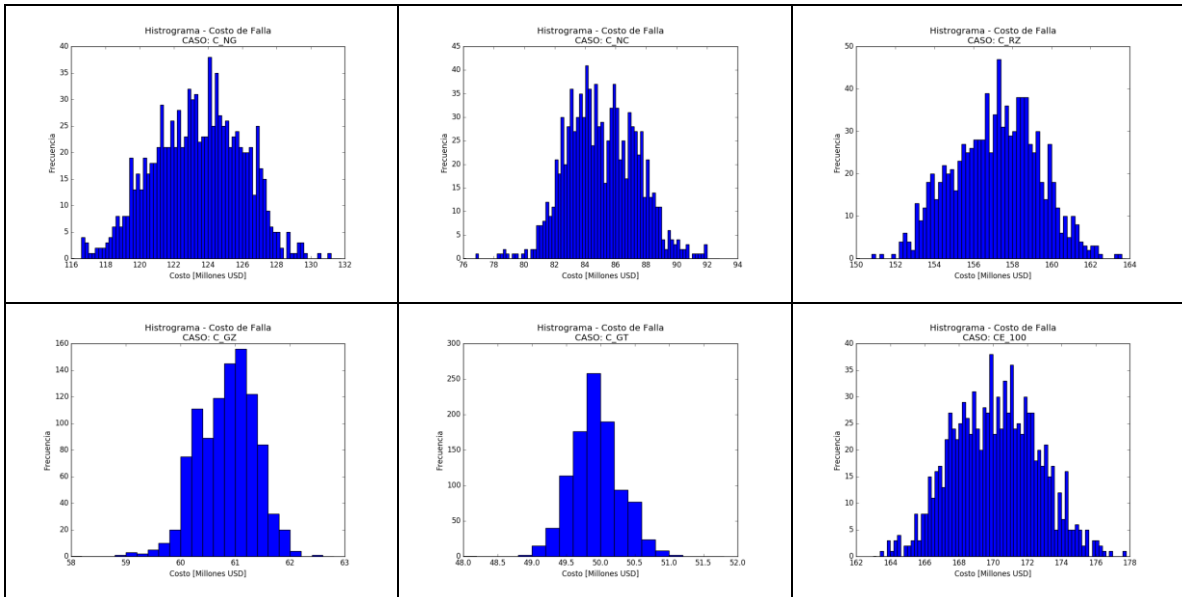 Histrograma - Costo de Falla
CASO: C_NG
40
35
30
25
20
15
10
5
0
Frecuencia
116 118 120 122 124 126 128 130 132
Costo [Millones USD]
Histrograma - Costo de Falla
CASO: C_NC
45
40
35
30
25
20
15
10
5
0
Frecuencia
76 78 80 82 84 86 88 90 92 94
Costo [Millones USD]
Histrograma - Costo de Falla
CASO: C_RZ
50
40
30
20
10
0
Frecuencia
150 152 154 156 158 160 162 164
Costo [Millones USD]
Histrograma - Costo de Falla
CASO: C_GZ
160
140
120
100
80
60
40
20
0
Frecuencia
58 59 60 61 62 63
Costo [Millones USD]
Histrograma - Costo de Falla
CASO: C_GT
300
250
200
150
100
50
0
Frecuencia
48.0 48.5 49.0 49.5 50.0 50.5 51.0 51.5 52.0
Costo [Millones USD]
Histrograma - Costo de Falla
CASO: CE_100
40
35
30
25
20
15
10
5
0
Frecuencia
162 164 166 168 170 172 174 176 178
Costo [Millones USD]